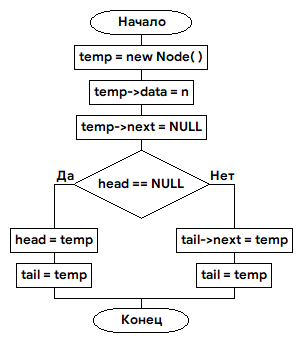 Начало
temp = new Node( )
temp->data = n
temp->next = NULL
Да
Нет
head == NULL
head = temp
tail->next = temp
tail = temp
tail = temp
Конец